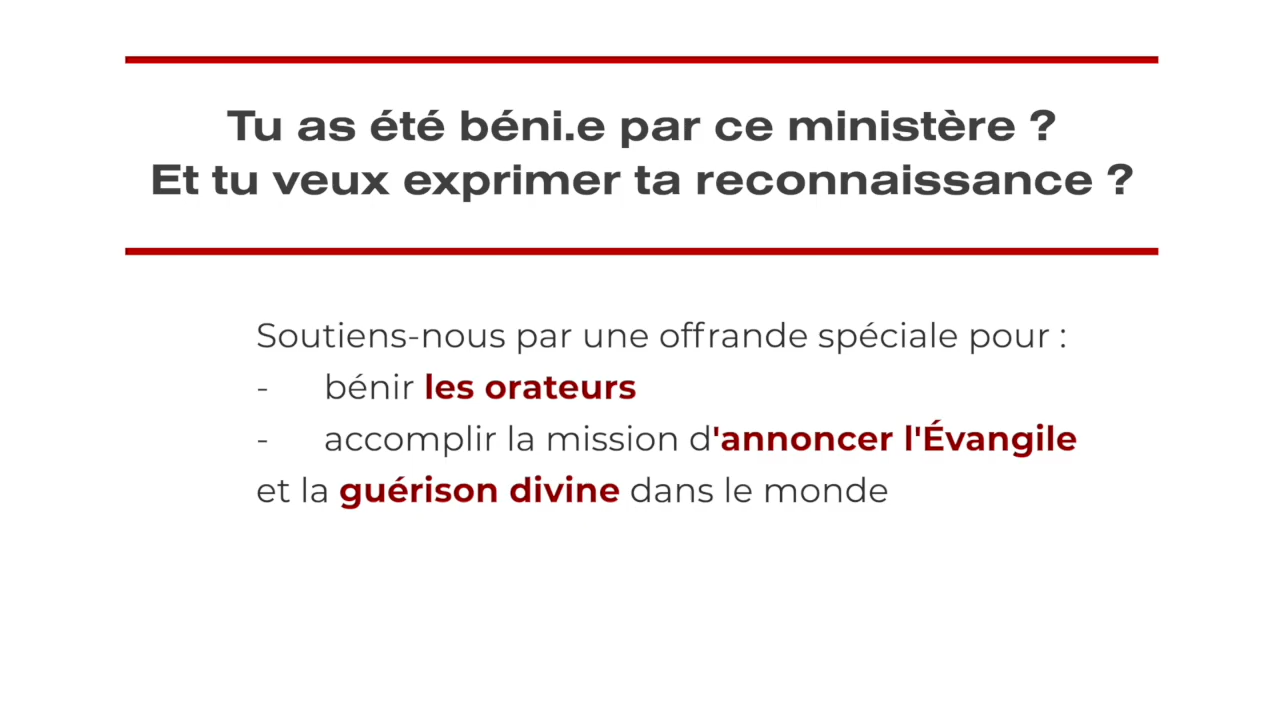 Tu as été béni.e par ce ministère ?
Et tu veux exprimer ta reconnaissance ?
Soutiens-nous par une offrande spéciale pour :
- bénir les orateurs
- accomplir la mission d'annoncer l'Évangile
et la guérison divine dans le monde